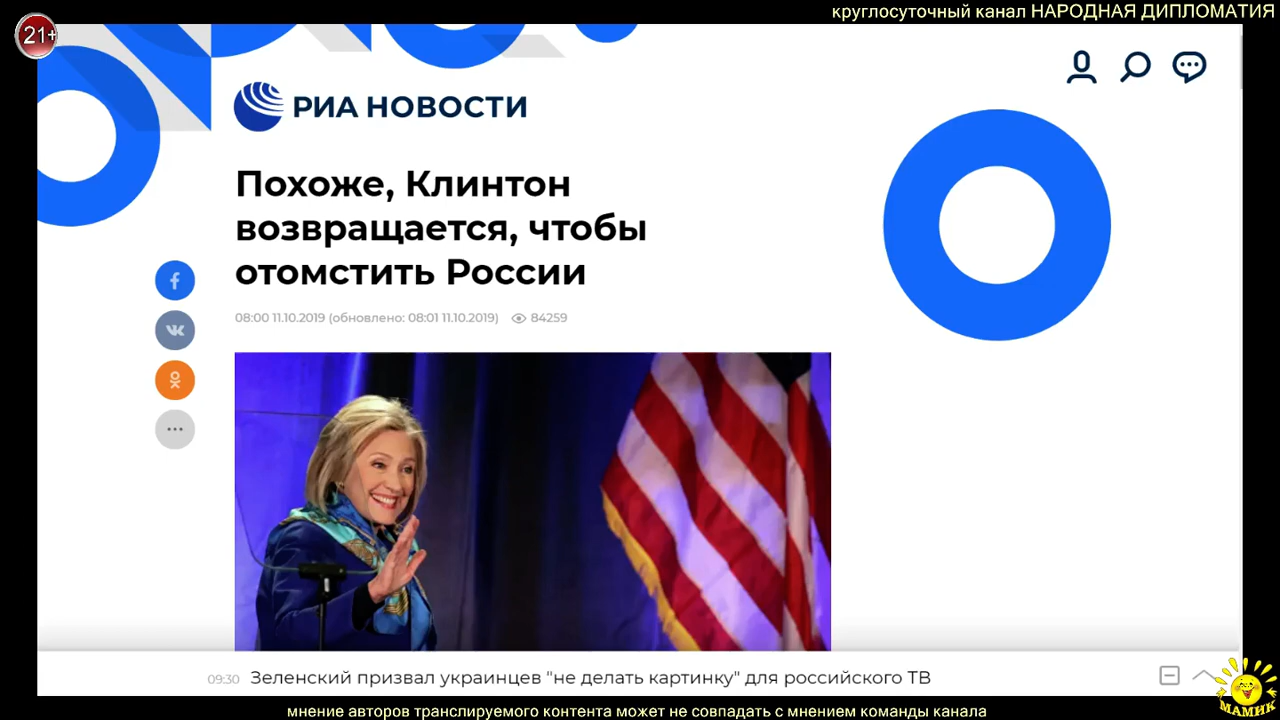 круглосуточный канал НАРОДНАЯ ДИПЛОМАТИЯ
21+
РИА НОВОСТИ
Похоже, Клинтон
возвращается, чтобы
отомстить России
08:00 11.10.2019 (обновлено: 08:01 11.10.2019) 84259
09:30 Зеленский призвал украинцев "не делать картинку" для российского ТВ
МАМИК
мнение авторов транслируемого контента может не совпадать с мнением команды канала